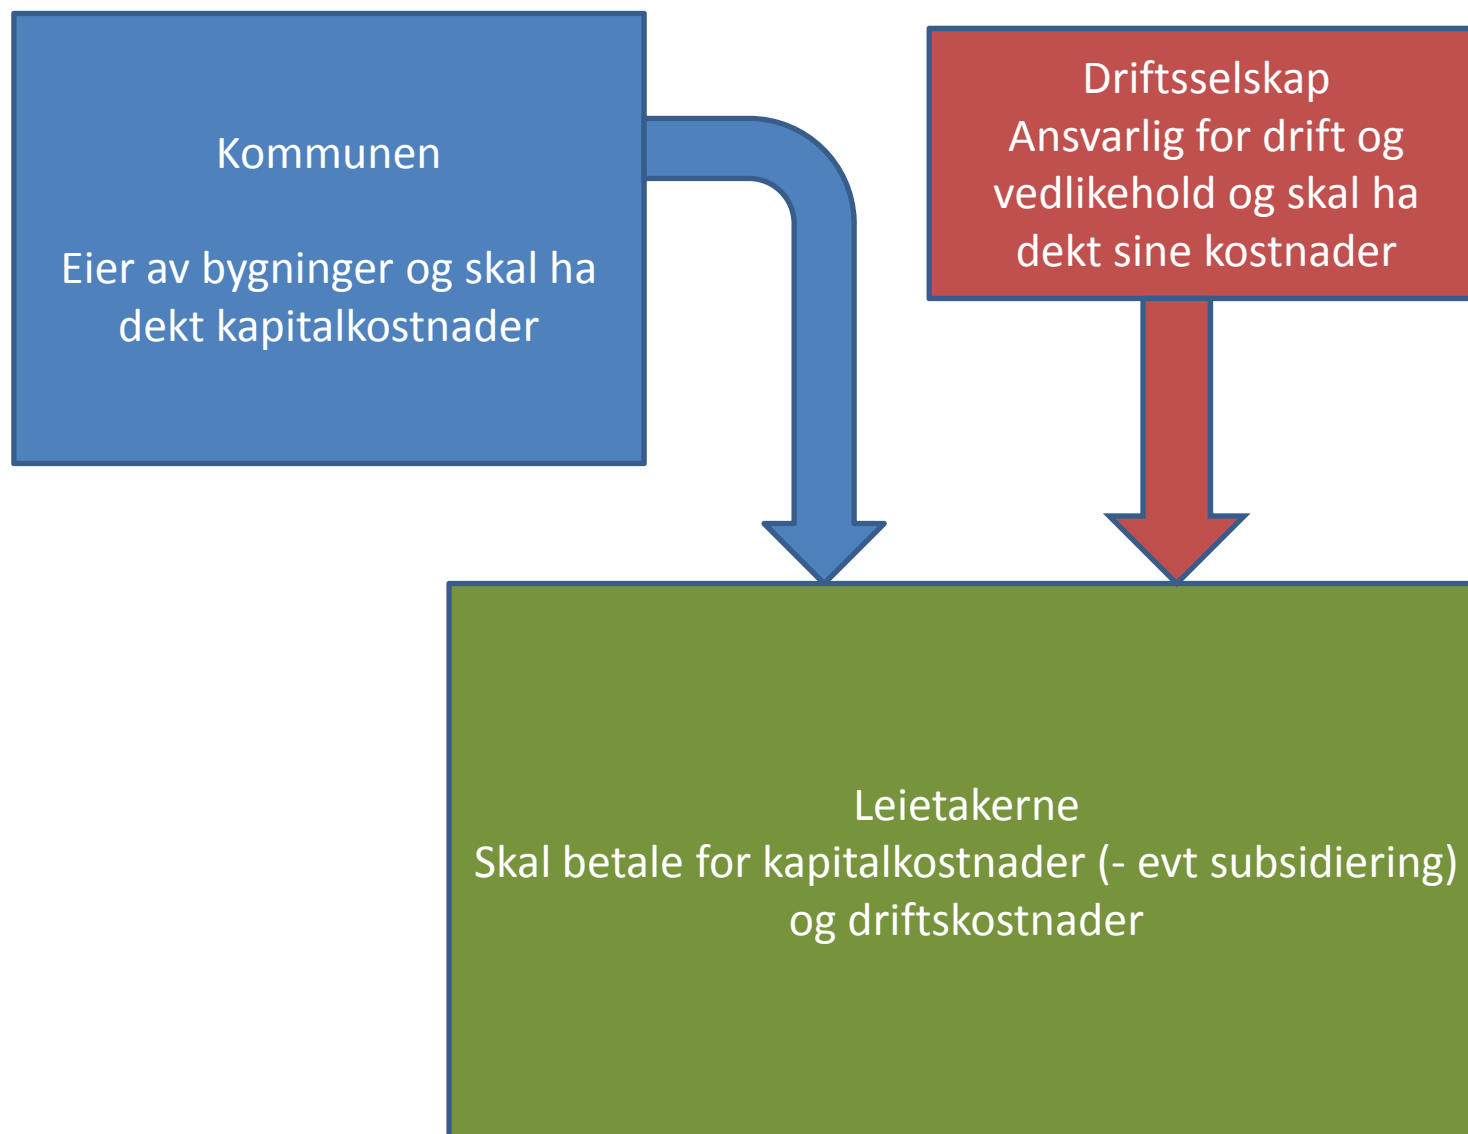 Kommunen
Eier av bygninger og skal ha
dekt kapitalkostnader
Driftsselskap
Ansvarlig for drift og
vedlikehold og skal ha
dekt sine kostnader
Leietakerne
Skal betale for kapitalkostnader (- evt subsidiering)
og driftskostnader